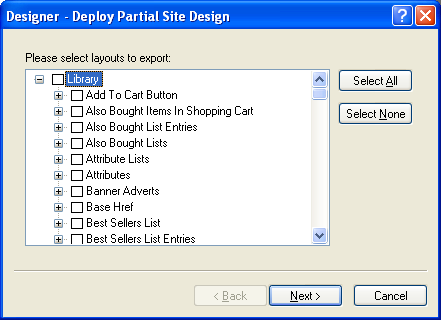 Designer - Deploy Partial Site Design
Please select layouts to export:
Library
Add To Cart Button
Also Bought Items In Shopping Cart
Also Bought List Entries
Also Bought Lists
Attribute Lists
Attributes
Banner Adverts
Base Href
Best Sellers List
Best Sellers List Entries
Select All
Select None
< Back
Next >
Cancel